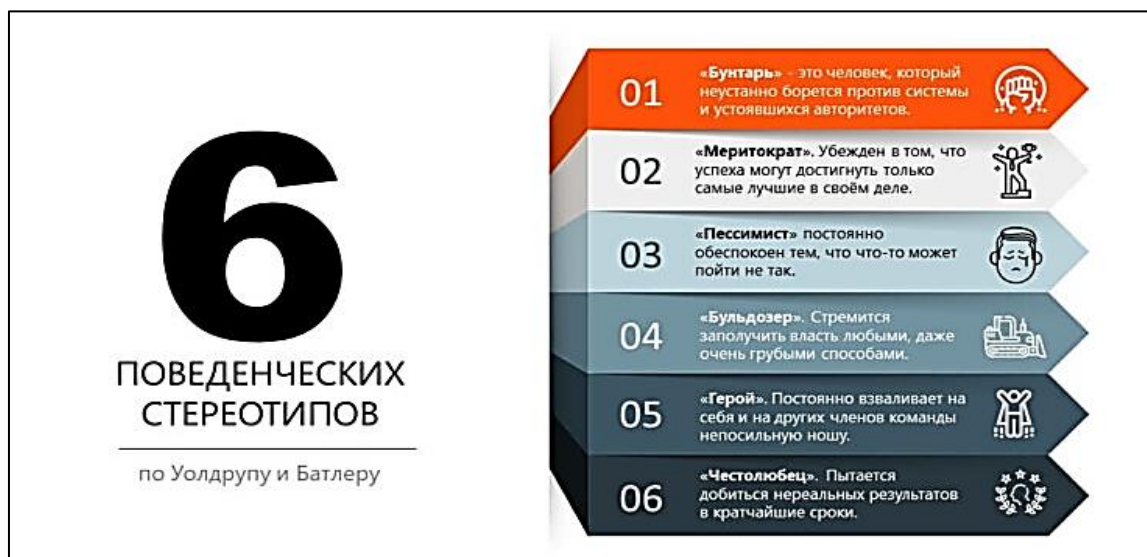 6
ПОВЕДЕНЧЕСКИХ
СТЕРЕОТИПОВ
по Уолдрупу и Батлеру
01
«Бунтарь» - это человек, который
неустанно борется против системы
и устоявшихся авторитетов.
02
«Меритократ». Убежден в том, что
успеха могут достигнуть только
самые лучшие в своём деле.
03
«Пессимист» постоянно
обеспокоен тем, что что-то может
пойти не так.
04
«Бульдозер». Стремится
заполучить власть любыми, даже
очень грубыми способами.
05
«Герой». Постоянно взваливает на
себя и на других членов команды
непосильную ношу.
06
«Честолюбец». Пытается
добиться нереальных результатов
в кратчайшие сроки.